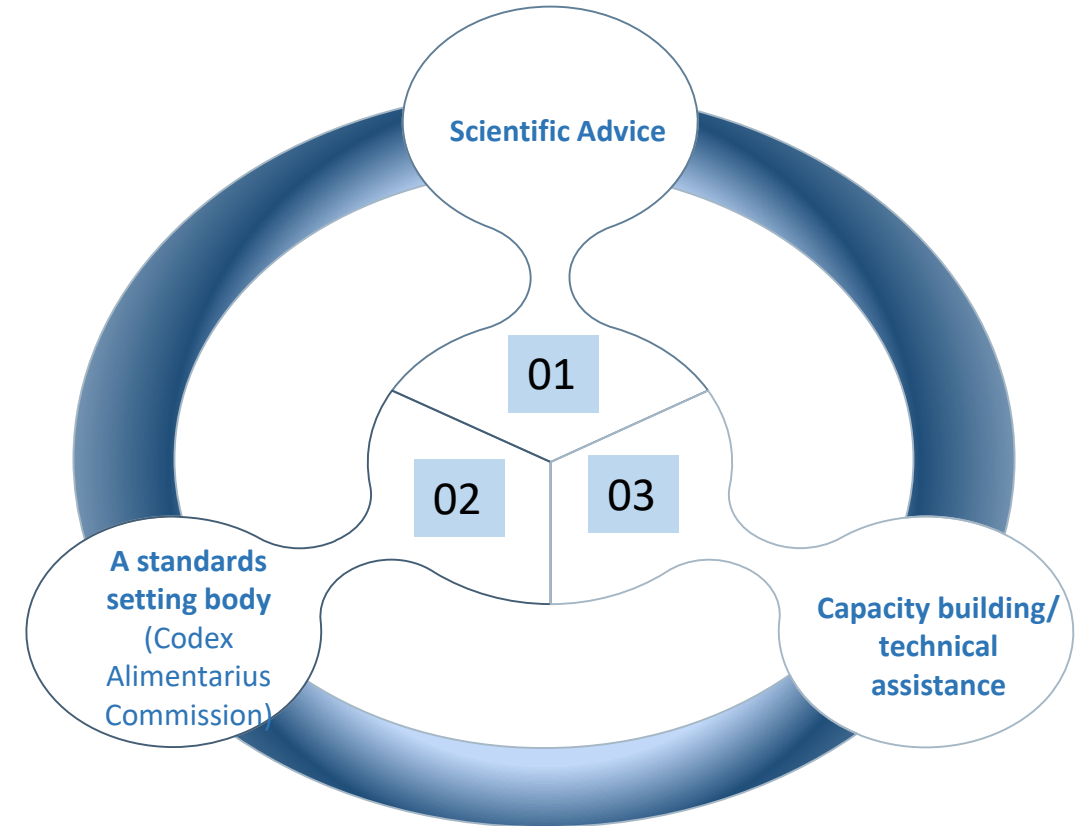 Scientific Advice
01
02
03
A standards
setting body
(Codex
Alimentarius
Commission)
Capacity building/
technical
assistance